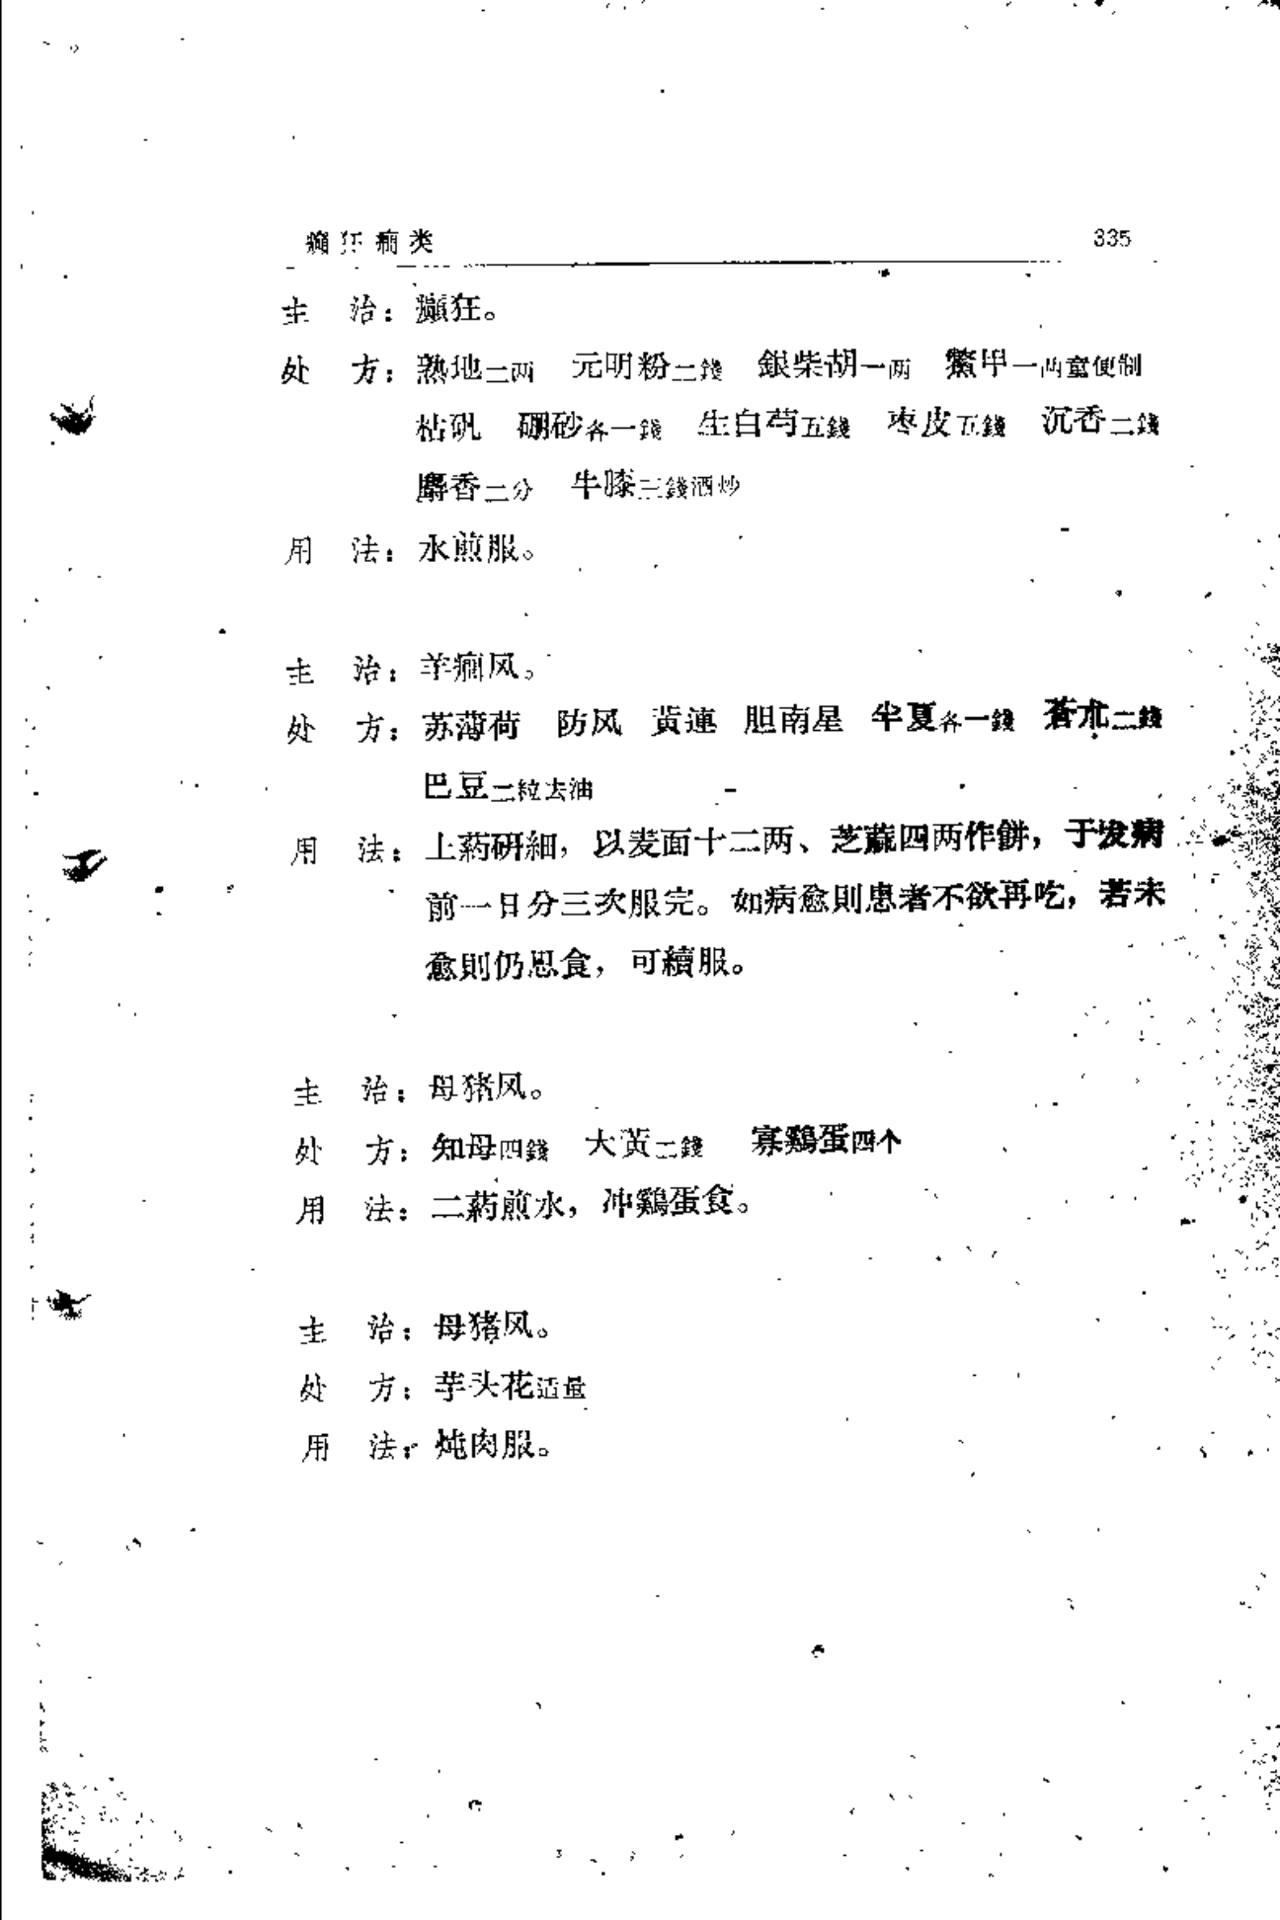 癲狂癇类 335
主 治：癲狂。
处 方：熟地二两 元明粉二錢 銀柴胡一两 鱉甲一两童便制
枯矾 硼砂各一錢 生白芍五錢 枣皮五錢 沉香二錢
麝香二分 牛膝三錢酒炒
用 法：水煎服。
主 治：羊癇风。
处 方：苏薄荷 防风 黃連 胆南星 半夏各一錢 蒼朮二錢
巴豆二粒去油
用 法：上葯研細，以麦面十二两、芝蔴四两作餅，于发病
前一日分三次服完。如病愈則患者不欲再吃，若未
愈則仍思食，可續服。
主 治：母猪风。
处 方：知母四錢 大黃二錢 寡鷄蛋四个
用 法：二葯煎水，冲鷄蛋食。
主 治：母猪风。
处 方：芋头花适量
用 法：炖肉服。